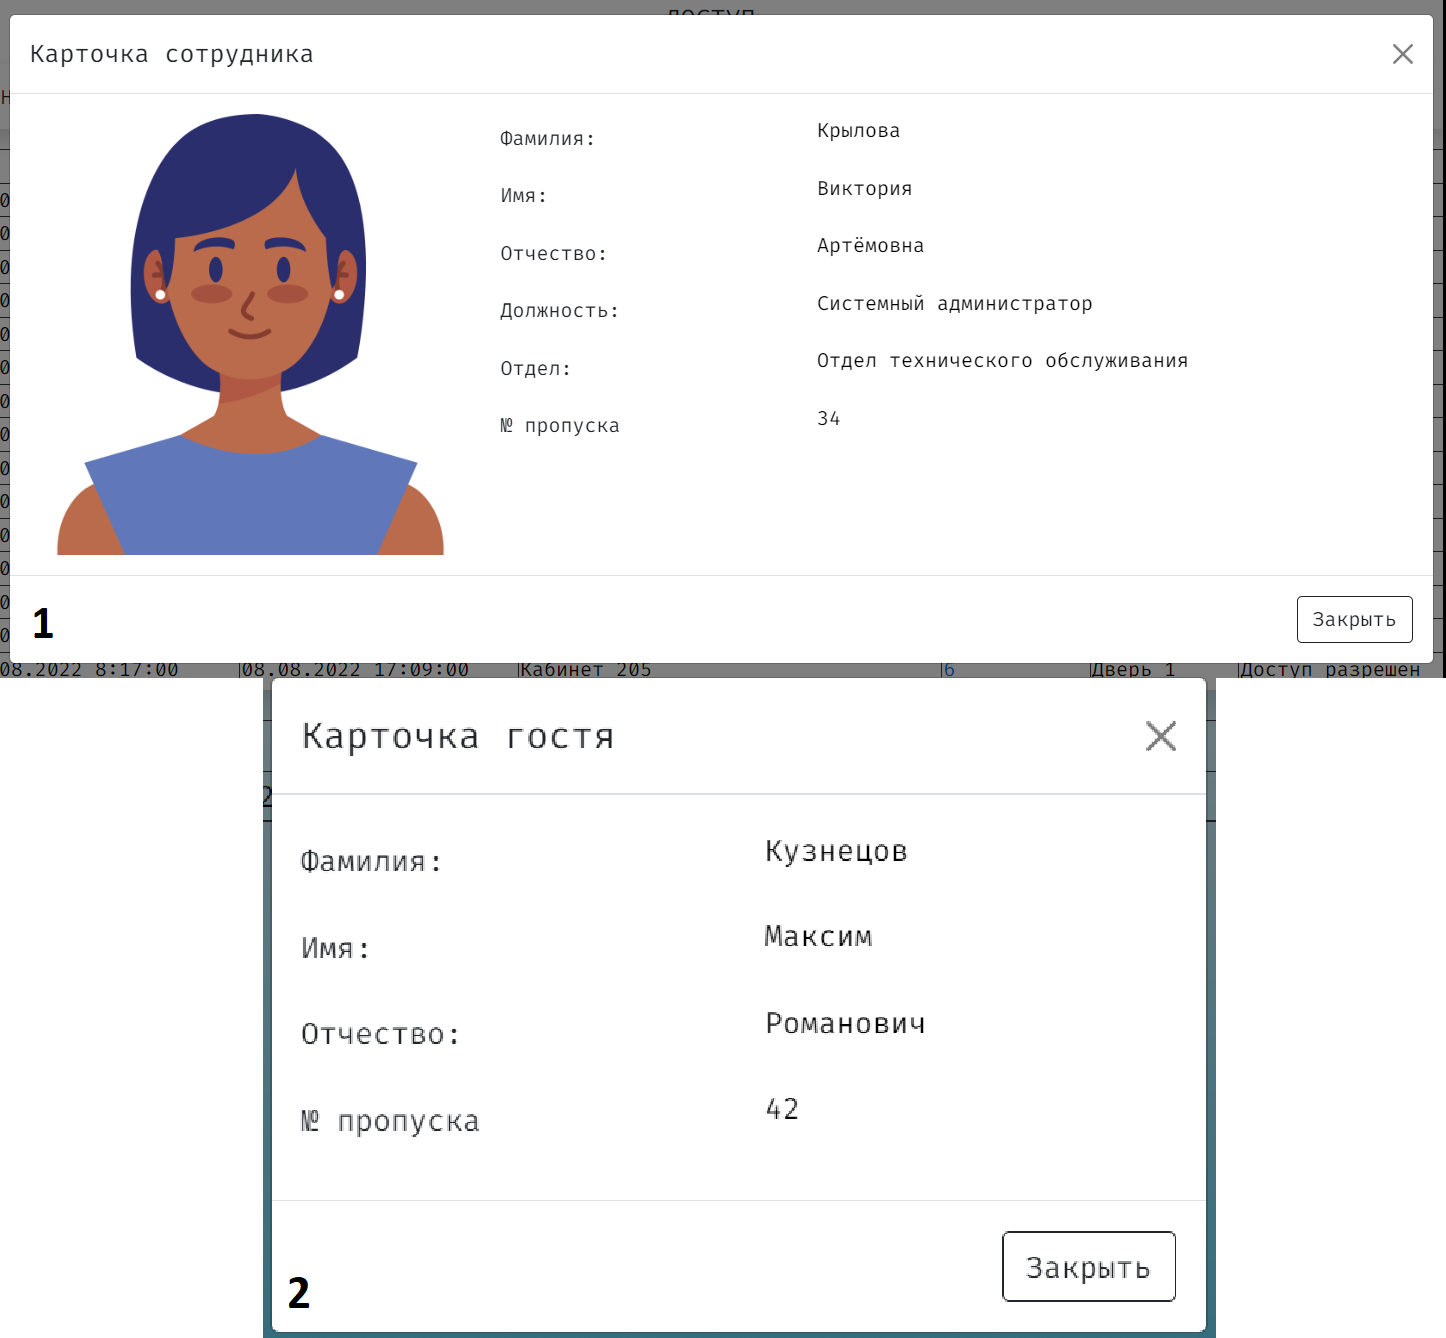 Карточка сотрудника
Фамилия: Крылова
Имя: Виктория
Отчество: Артёмовна
Должность: Системный администратор
Отдел: Отдел технического обслуживания
№ пропуска 34
1
Закрыть
08.2022 8:17:00 08.08.2022 17:09:00 Кабинет 205 6 Дверь 1 Доступ разрешен
Карточка гостя
Фамилия: Кузнецов
Имя: Максим
Отчество: Романович
№ пропуска 42
Закрыть
2